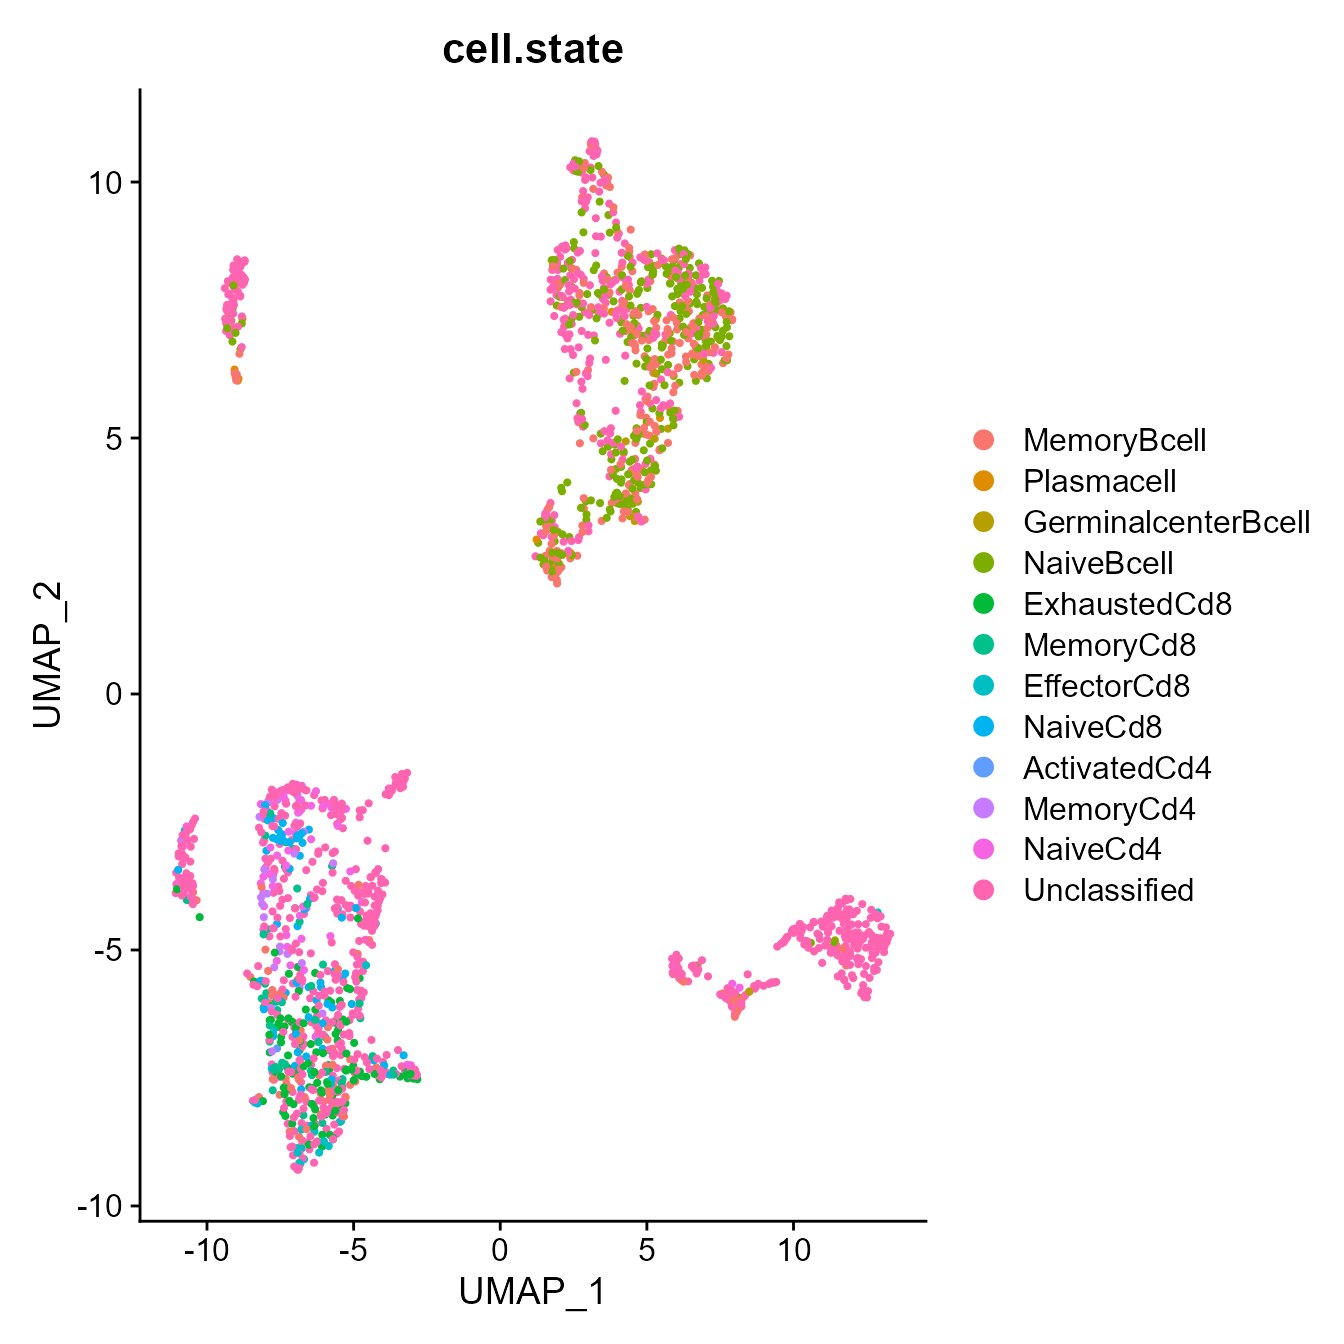 cell.state
10
5
0
-5
-10
UMAP_2
-10
-5
0
5
10
UMAP_1
MemoryBcell
Plasmacell
GerminalcenterBcell
NaiveBcell
ExhaustedCd8
MemoryCd8
EffectorCd8
NaiveCd8
ActivatedCd4
MemoryCd4
NaiveCd4
Unclassified